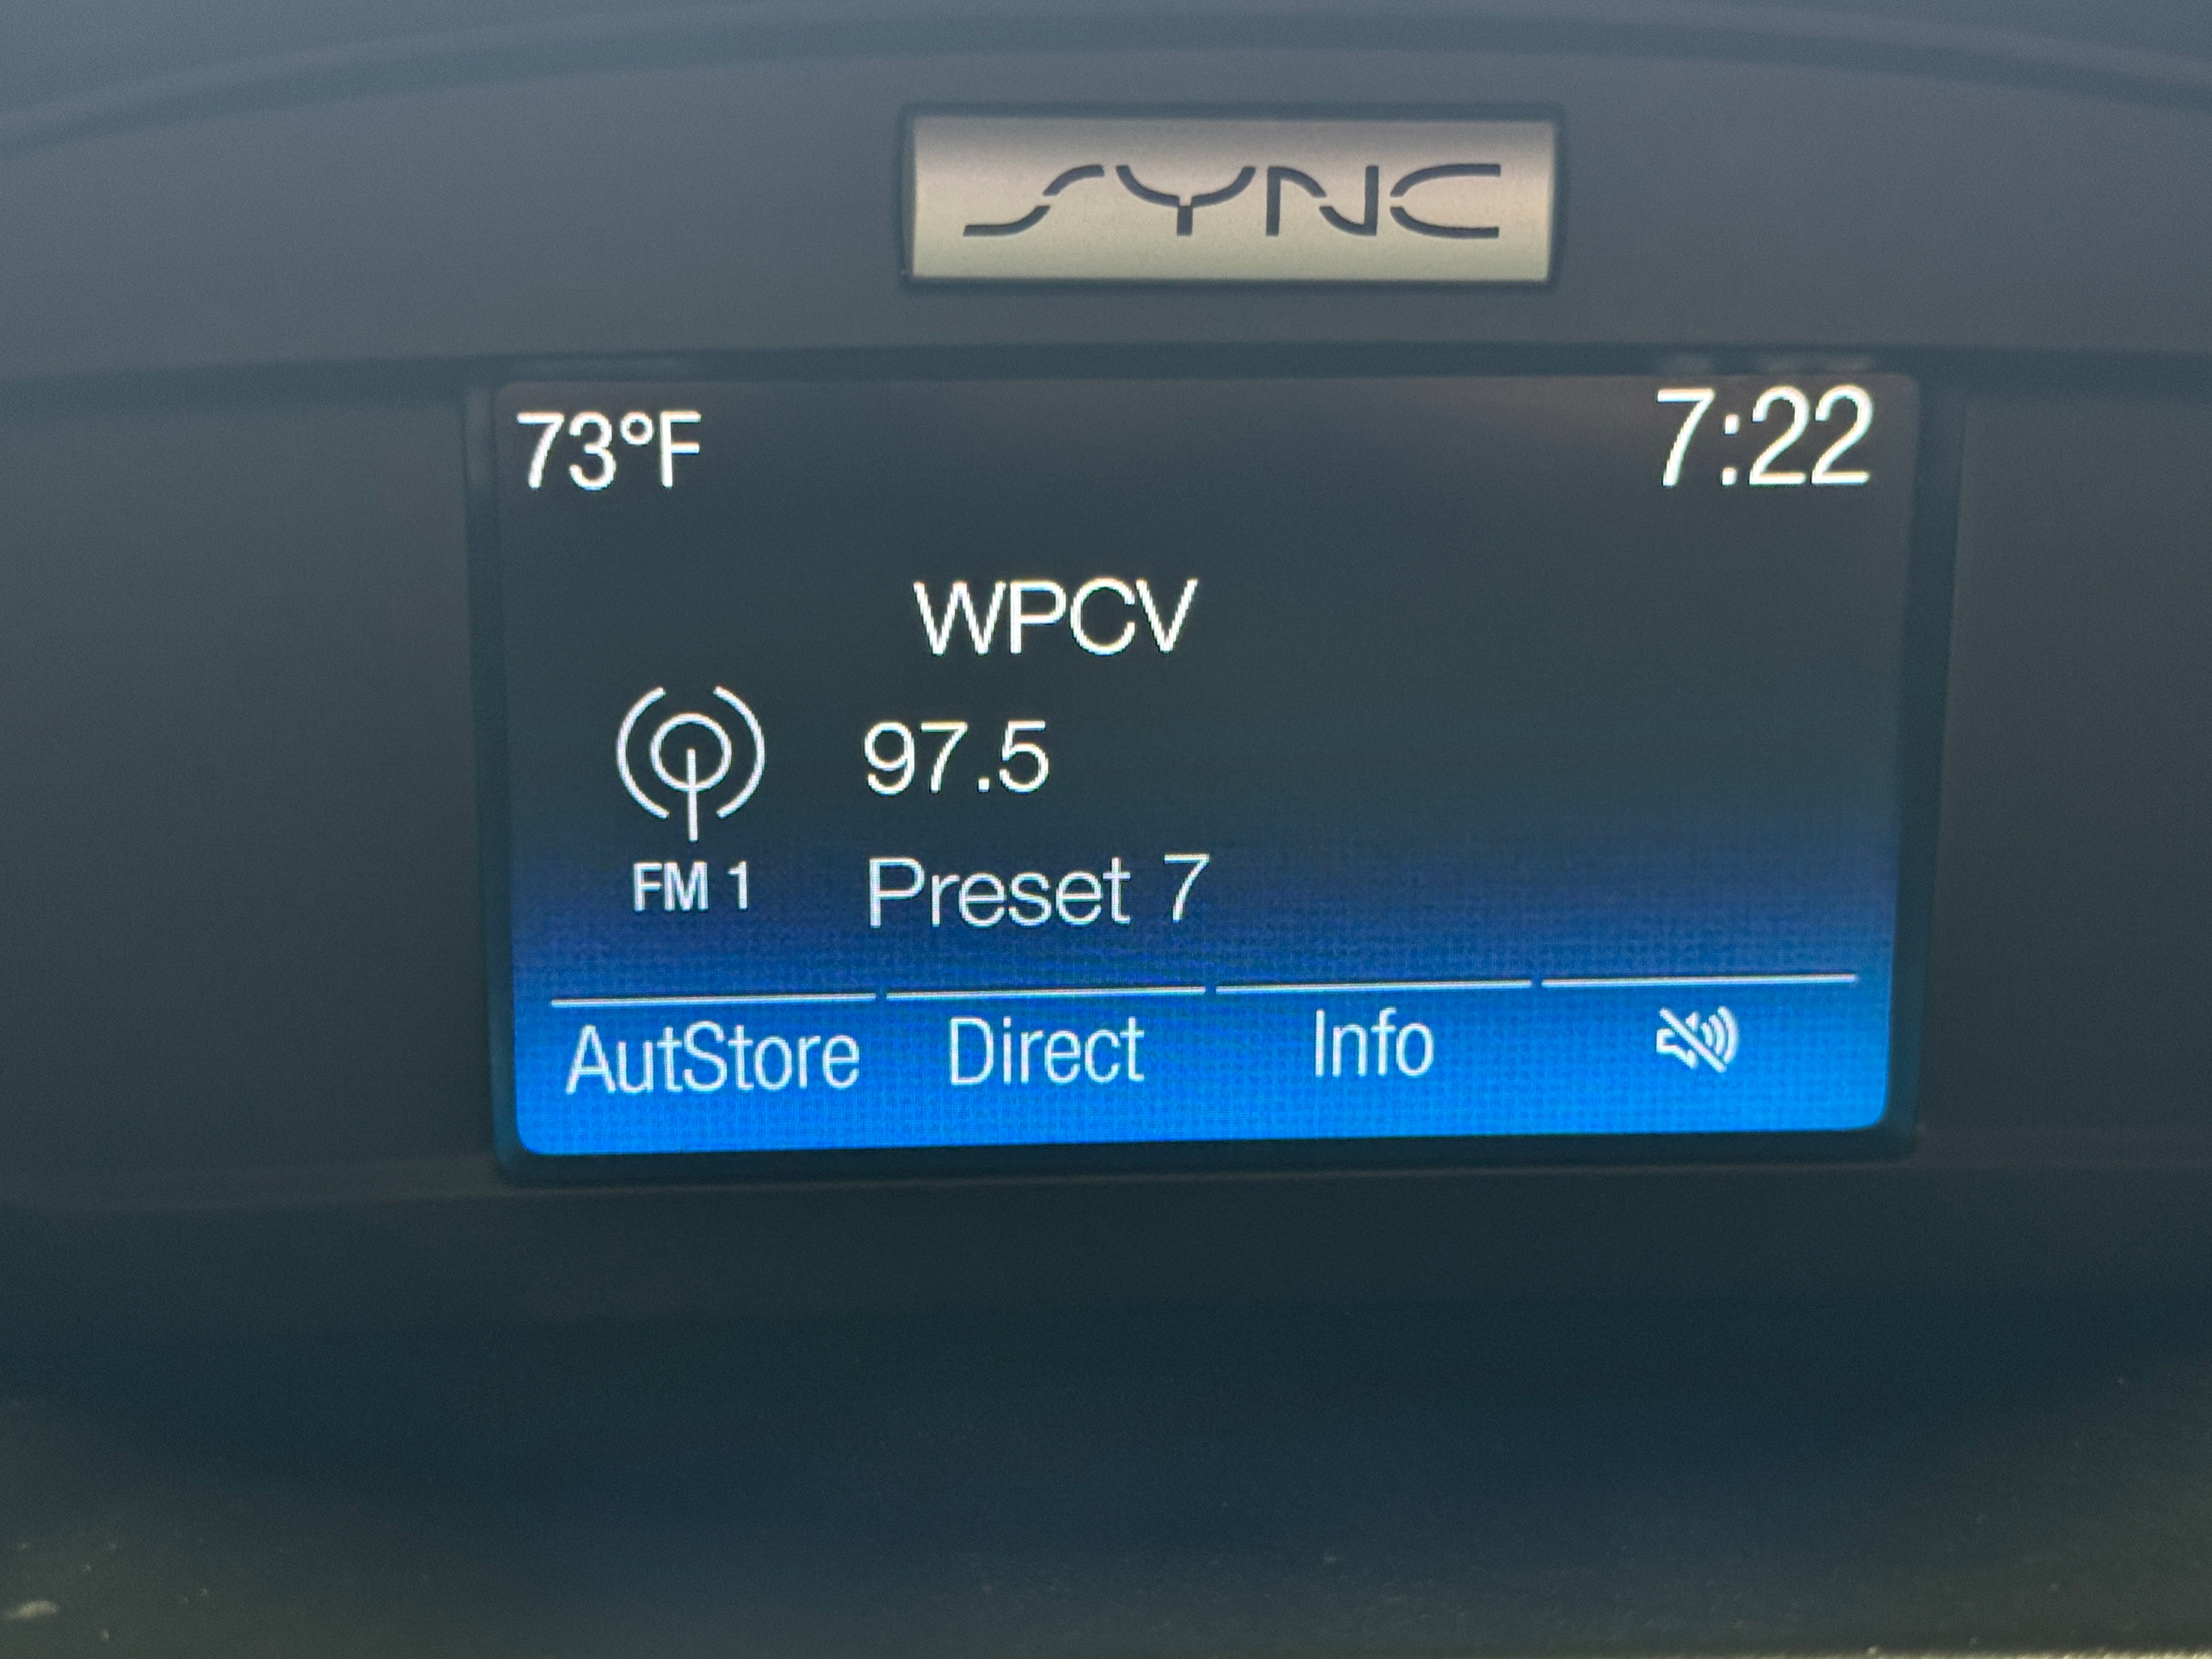 SYNC
73°F 7:22
WPCV
97.5
FM 1 Preset 7
AutStore Direct Info